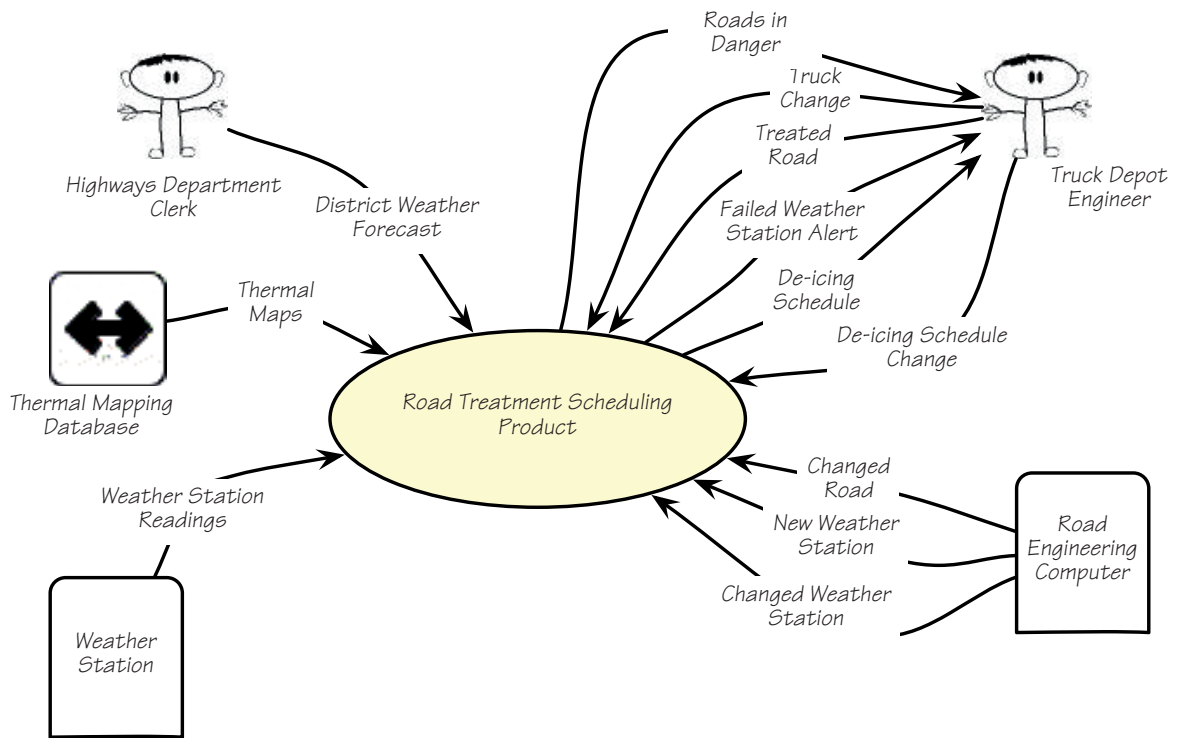 Roads in
Danger
Truck
Change
Treated
Road
Highways Department
Clerk
District Weather
Forecast
Failed Weather
Station Alert
Truck Depot
Engineer
Thermal
Maps
De-icing
Schedule
De-icing Schedule
Change
Thermal Mapping
Database
Road Treatment Scheduling
Product
Weather Station
Readings
Changed
Road
New Weather
Station
Changed Weather
Station
Road
Engineering
Computer
Weather
Station